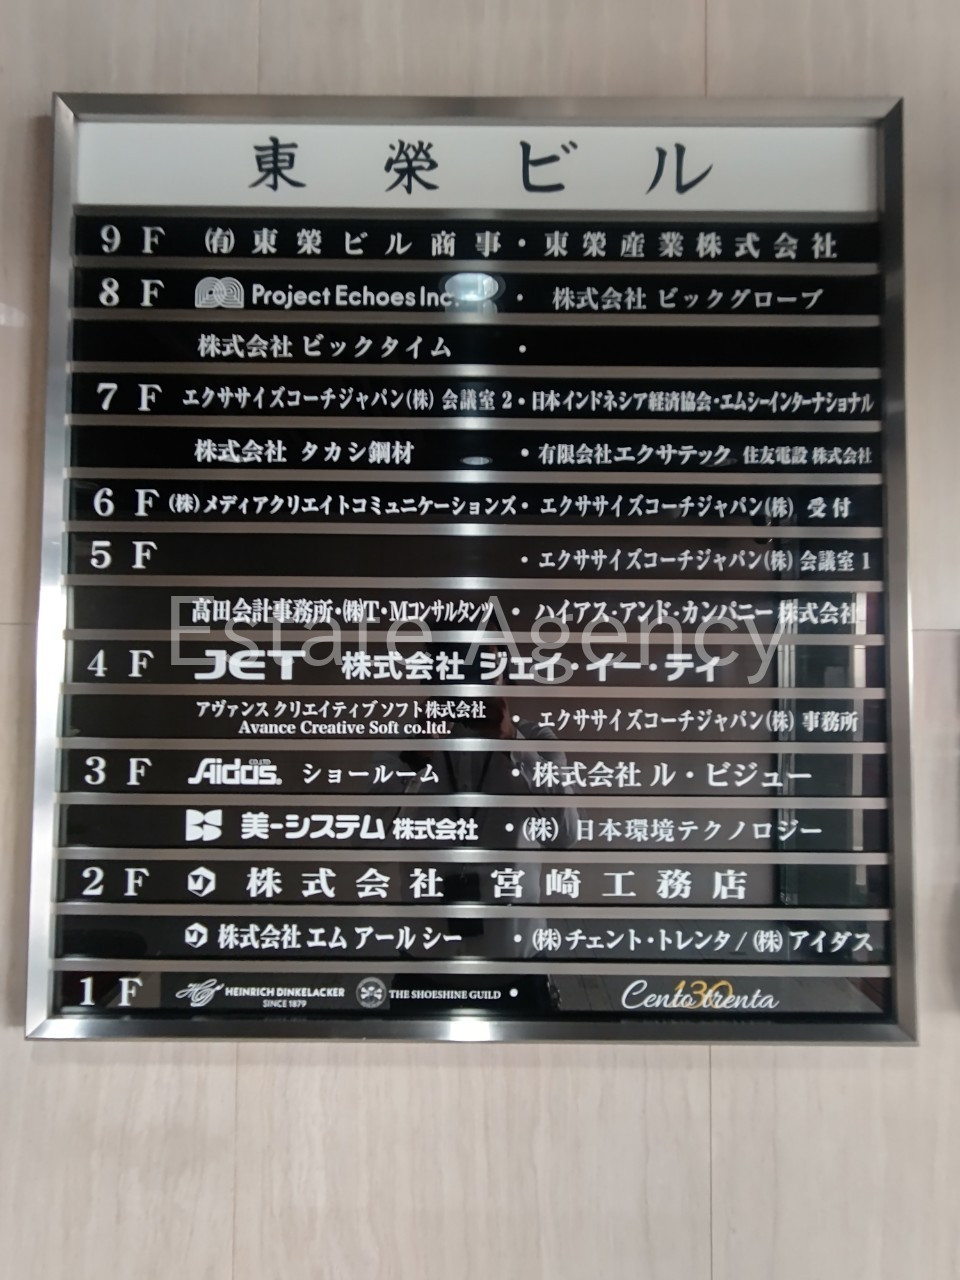 東榮ビル
9F ㈲東榮ビル商事・東榮産業株式会社
8F Project Echoes Inc. ・ 株式会社 ビックグローブ
株式会社 ビックタイム ・
7F エクササイズコーチジャパン(株) 会議室 2・日本インドネシア経済協会・エムシーインターナショナル
株式会社 タカシ鋼材 ・有限会社エクサテック 住友電設 株式会社
6F (株)メディアクリエイトコミュニケーションズ・ エクササイズコーチジャパン(株) 受付
5F ・エクササイズコーチジャパン(株) 会議室 1
髙田会計事務所・㈱T・Mコンサルタンツ ・ ハイアス・アンド・カンパニー 株式会社
Estate Agency
4F JET 株式会社 ジェイ・イー・ティ
アヴァンス クリエイティブ ソフト株式会社
Avance Creative Soft co.ltd. ・ エクササイズコーチジャパン(株) 事務所
3F Aidas CO.,LTD. ショールーム ・株式会社 ル・ビジュー
美-システム 株式会社 ・(株) 日本環境テクノロジー
2F 株式会社 宮崎工務店
株式会社 エム アール シー ・㈱チェント・トレンタ/㈱アイダス
1F HEINRICH DINKELACKER SINCE 1879 THE SHOESHINE GUILD ・ Cento trenta 130